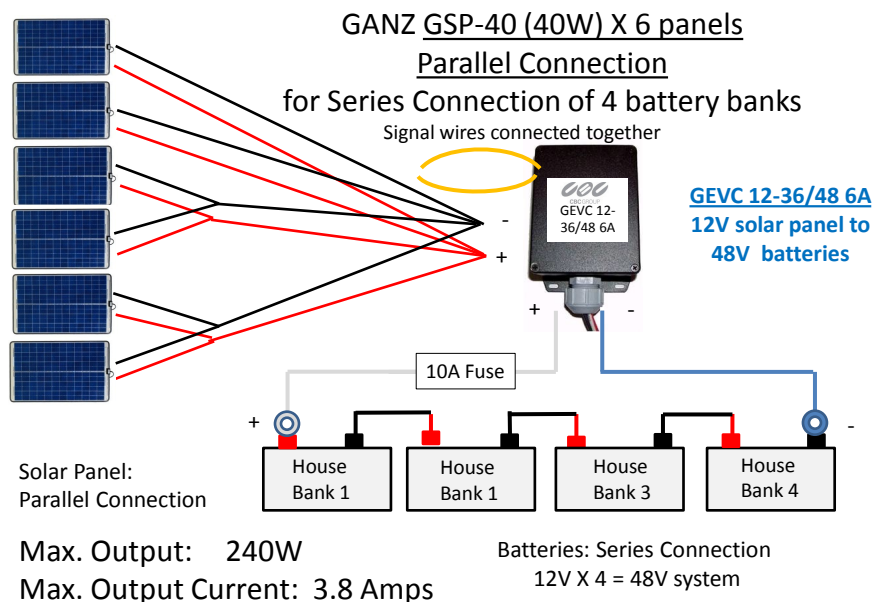 GANZ GSP-40 (40W) X 6 panels
Parallel Connection
for Series Connection of 4 battery banks
Signal wires connected together
CBC GROUP
GEVC 12-
36/48 6A
GEVC 12-36/48 6A
12V solar panel to
48V batteries
-
+
+
-
10A Fuse
+
-
House
Bank 1
House
Bank 1
House
Bank 3
House
Bank 4
Solar Panel:
Parallel Connection
Max. Output: 240W
Max. Output Current: 3.8 Amps
Batteries: Series Connection
12V X 4 = 48V system